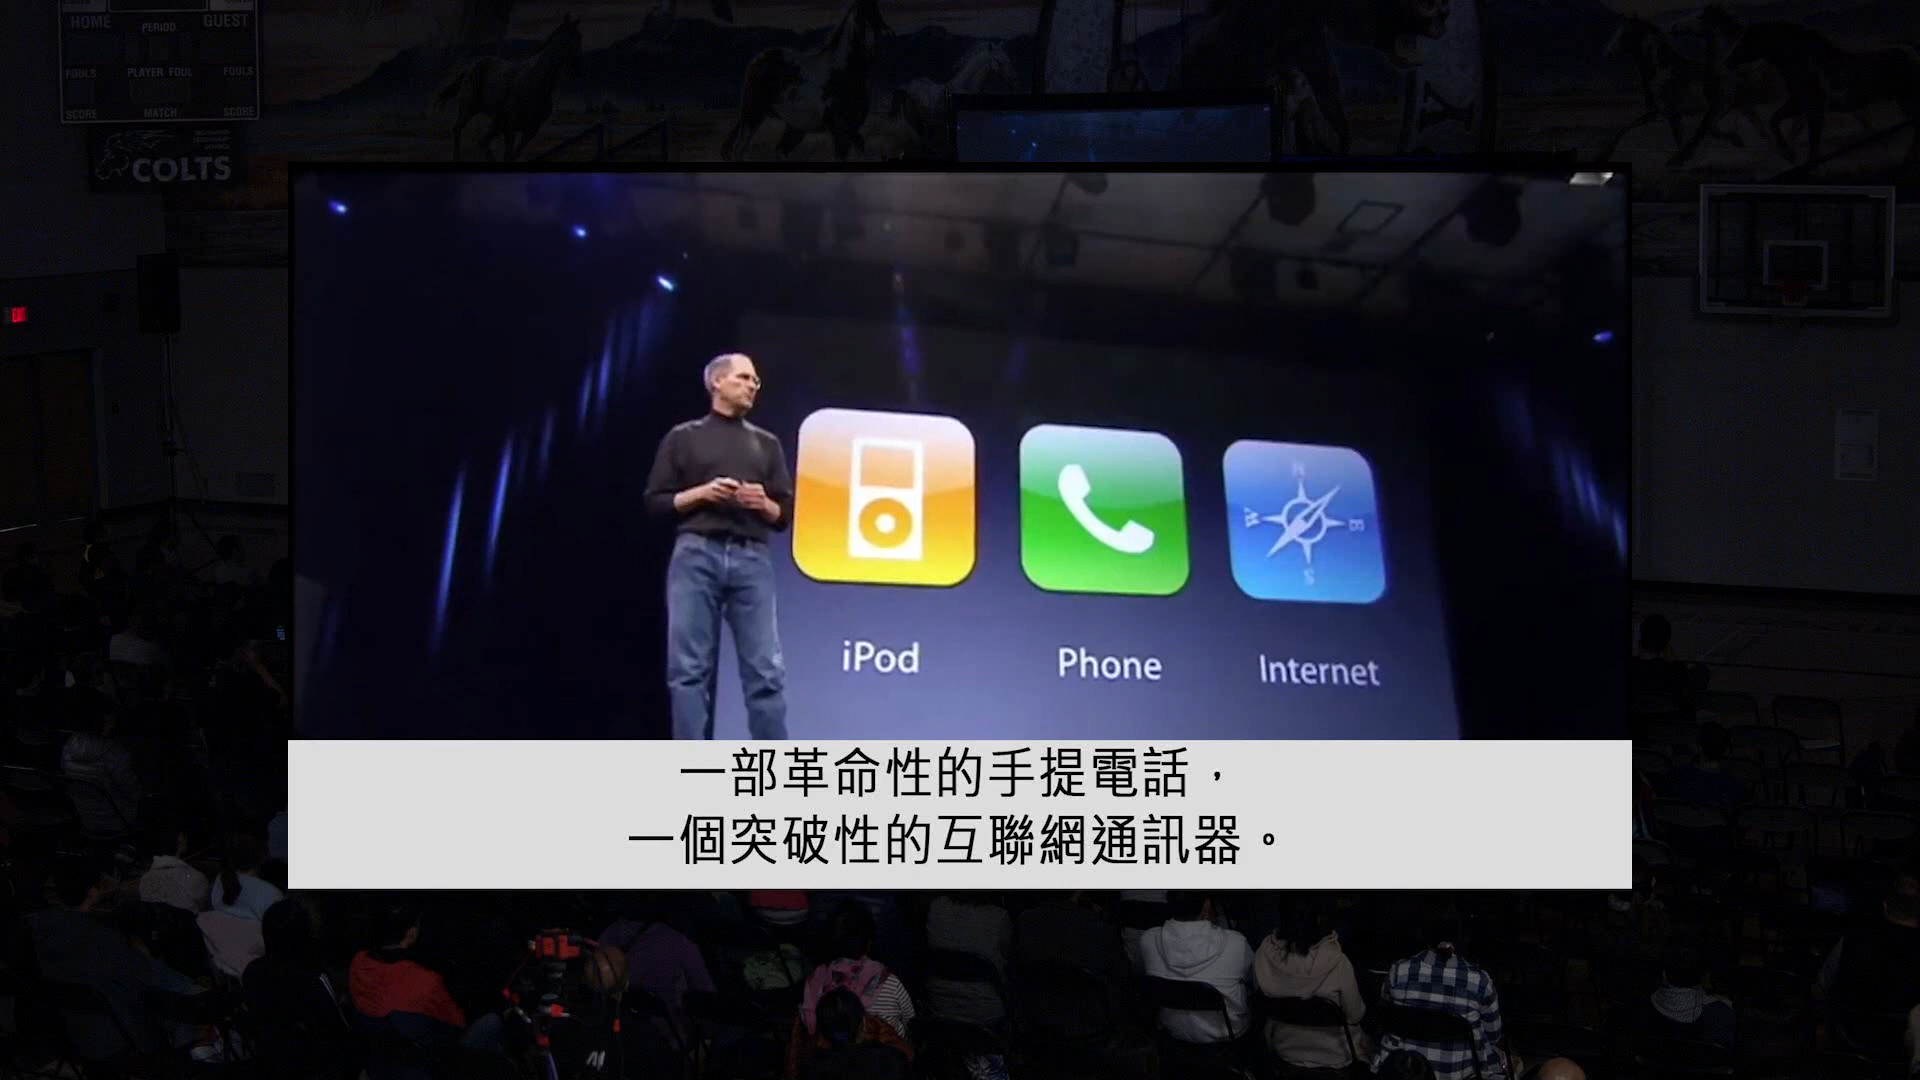 HOME
GUEST
PERIOD
FOULS
PLAYER FOUL
FOULS
SCORE
MATCH
SCORE
COLTS
EXIT
N
W
E
S
iPod
Phone
Internet
一部革命性的手提電話，
一個突破性的互聯網通訊器。